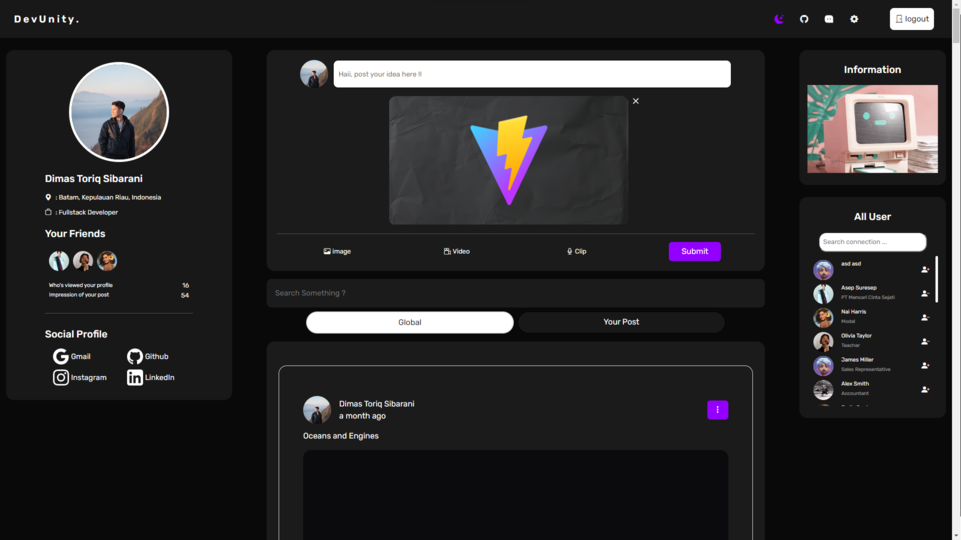 DevUnity.
logout
Dimas Toriq Sibarani
: Batam, Kepulauan Riau, Indonesia
: Fullstack Developer
Your Friends
Who's viewed your profile 16
Impression of your post 54
Social Profile
Gmail
Github
Instagram
LinkedIn
Haii, post your idea here !!
Image
Video
Clip
Submit
Search Something ?
Global
Your Post
Dimas Toriq Sibarani
a month ago
Oceans and Engines
Information
All User
Search connection ...
asd asd
Asep Suresep
PT Mencari Cinta Sejati
Nai Harris
Model
Olivia Taylor
Teacher
James Miller
Sales Representative
Alex Smith
Accountant